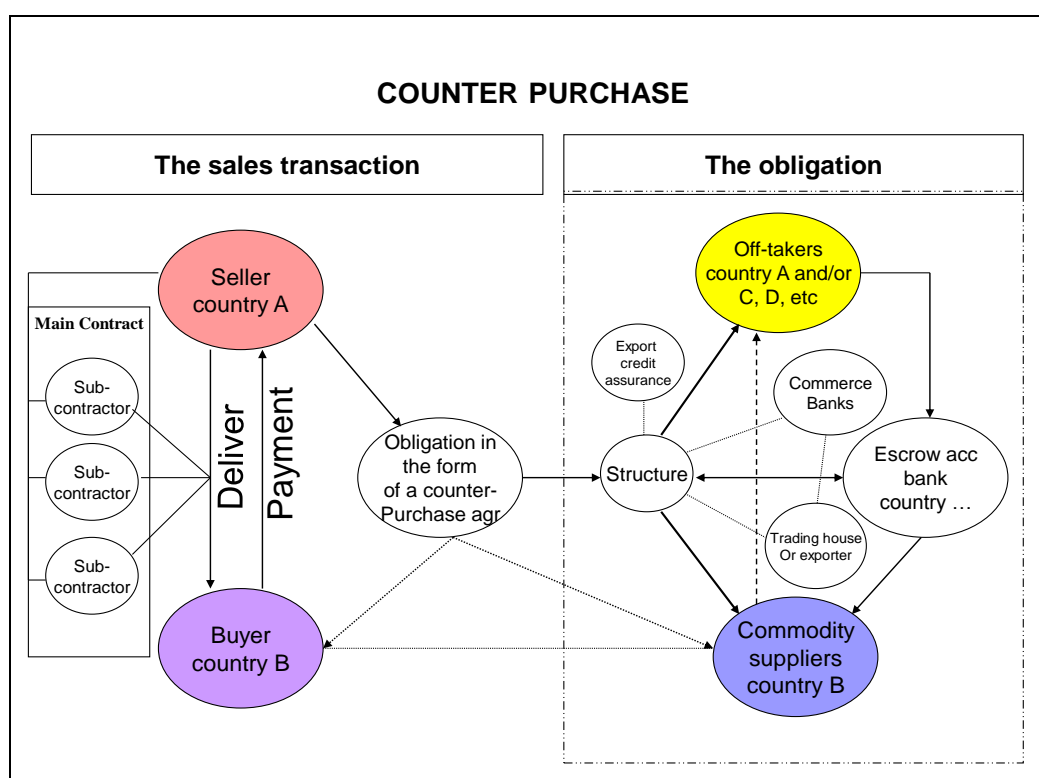 COUNTER PURCHASE
The sales transaction
The obligation
Seller
country A
Off-takers
country A and/or
C, D, etc
Main Contract
Sub-
contractor
Sub-
contractor
Sub-
contractor
Deliver
Payment
Export
credit
assurance
Commerce
Banks
Obligation in
the form
of a counter-
Purchase agr
Structure
Escrow acc
bank
country …
Trading house
Or exporter
Buyer
country B
Commodity
suppliers
country B